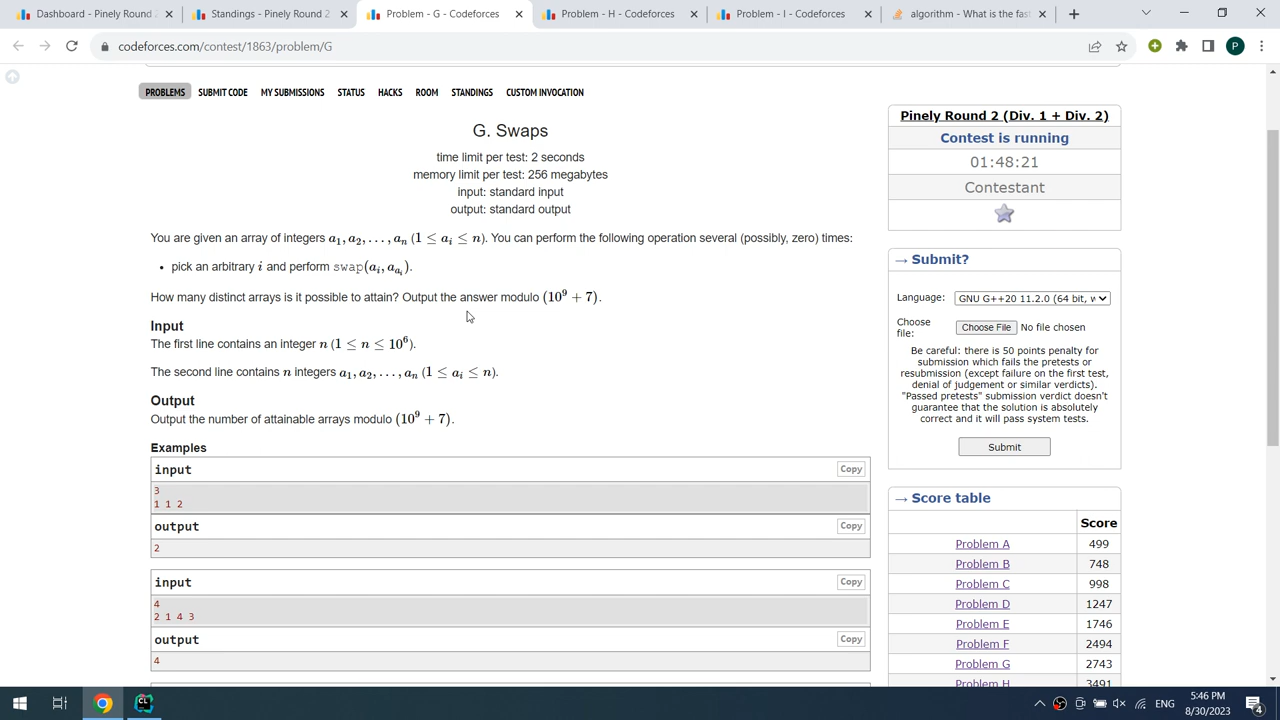 Dashboard - Pinely Round 2
Standings - Pinely Round 2
Problem - G - Codeforces
Problem - H - Codeforces
Problem - I - Codeforces
algorithm - What is the fas
codeforces.com/contest/1863/problem/G
P
PROBLEMS SUBMIT CODE MY SUBMISSIONS STATUS HACKS ROOM STANDINGS CUSTOM INVOCATION
G. Swaps
time limit per test: 2 seconds
memory limit per test: 256 megabytes
input: standard input
output: standard output
You are given an array of integers a₁, a₂, …, aₙ (1 ≤ aᵢ ≤ n). You can perform the following operation several (possibly, zero) times:
• pick an arbitrary i and perform swap(aᵢ, a_{aᵢ}).
How many distinct arrays is it possible to attain? Output the answer modulo (10⁹ + 7).
Input
The first line contains an integer n (1 ≤ n ≤ 10⁶).
The second line contains n integers a₁, a₂, …, aₙ (1 ≤ aᵢ ≤ n).
Output
Output the number of attainable arrays modulo (10⁹ + 7).
Examples
input
Copy
3
1 1 2
output
Copy
2
input
Copy
4
2 1 4 3
output
Copy
4
Pinely Round 2 (Div. 1 + Div. 2)
Contest is running
01:48:21
Contestant
→ Submit?
Language: GNU G++20 11.2.0 (64 bit, w
Choose file: Choose File No file chosen
Be careful: there is 50 points penalty for
submission which fails the pretests or
resubmission (except failure on the first test,
denial of judgement or similar verdicts).
"Passed pretests" submission verdict doesn't
guarantee that the solution is absolutely
correct and it will pass system tests.
Submit
→ Score table
Score
Problem A 499
Problem B 748
Problem C 998
Problem D 1247
Problem E 1746
Problem F 2494
Problem G 2743
Problem H 3491
CL
ENG
5:46 PM
8/30/2023
4